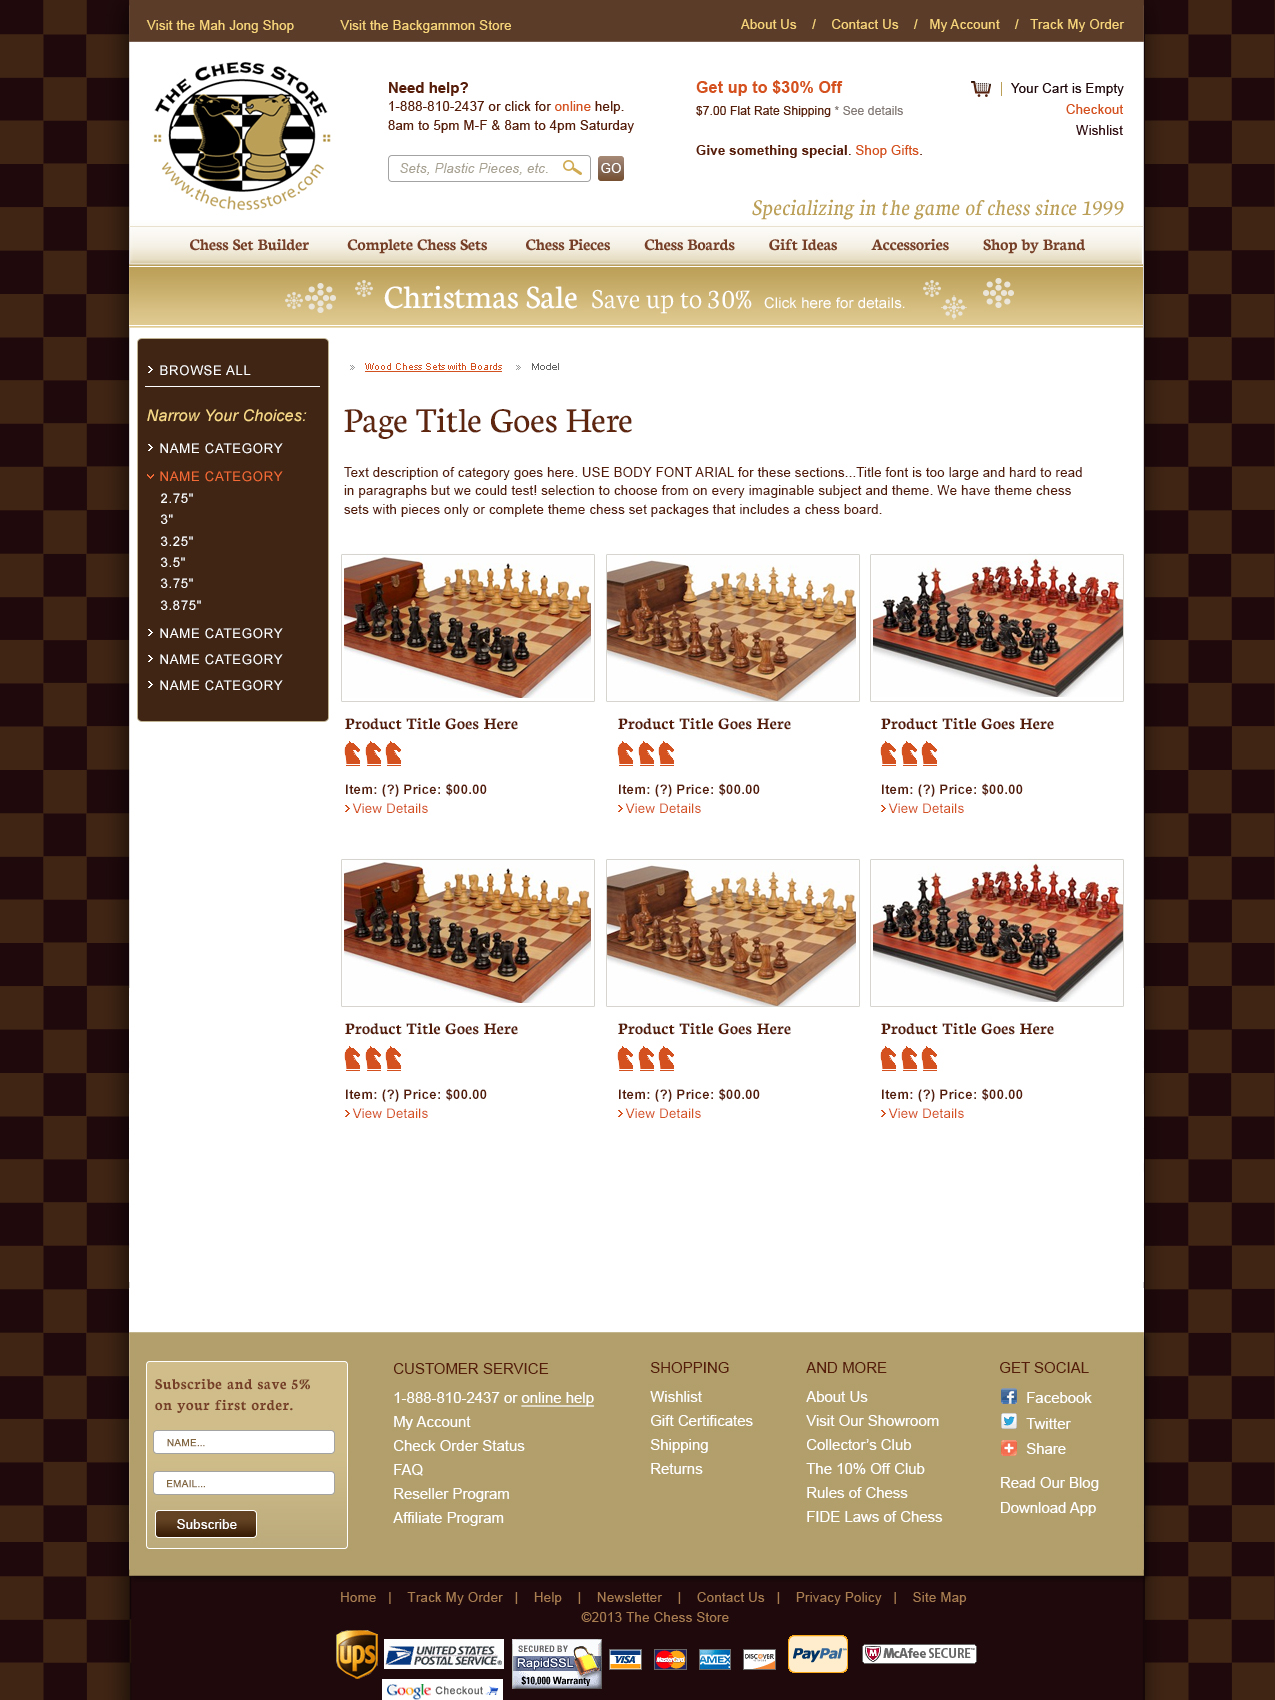 Visit the Mah Jong Shop
Visit the Backgammon Store
About Us / Contact Us / My Account / Track My Order
THE CHESS STORE
www.thechessstore.com
Need help?
1-888-810-2437 or click for online help.
8am to 5pm M-F & 8am to 4pm Saturday
Sets, Plastic Pieces, etc.
GO
Get up to $30% Off
$7.00 Flat Rate Shipping * See details
Give something special. Shop Gifts.
Your Cart is Empty
Checkout
Wishlist
Specializing in the game of chess since 1999
Chess Set Builder
Complete Chess Sets
Chess Pieces
Chess Boards
Gift Ideas
Accessories
Shop by Brand
Christmas Sale Save up to 30% Click here for details.
BROWSE ALL
Narrow Your Choices:
NAME CATEGORY
NAME CATEGORY
2.75"
3"
3.25"
3.5"
3.75"
3.875"
NAME CATEGORY
NAME CATEGORY
NAME CATEGORY
» Wood Chess Sets with Boards » Model
Page Title Goes Here
Text description of category goes here. USE BODY FONT ARIAL for these sections...Title font is too large and hard to read
in paragraphs but we could test! selection to choose from on every imaginable subject and theme. We have theme chess
sets with pieces only or complete theme chess set packages that includes a chess board.
Product Title Goes Here
Item: (?) Price: $00.00
View Details
Product Title Goes Here
Item: (?) Price: $00.00
View Details
Product Title Goes Here
Item: (?) Price: $00.00
View Details
Product Title Goes Here
Item: (?) Price: $00.00
View Details
Product Title Goes Here
Item: (?) Price: $00.00
View Details
Product Title Goes Here
Item: (?) Price: $00.00
View Details
Subscribe and save 5%
on your first order.
NAME...
EMAIL...
Subscribe
CUSTOMER SERVICE
1-888-810-2437 or online help
My Account
Check Order Status
FAQ
Reseller Program
Affiliate Program
SHOPPING
Wishlist
Gift Certificates
Shipping
Returns
AND MORE
About Us
Visit Our Showroom
Collector's Club
The 10% Off Club
Rules of Chess
FIDE Laws of Chess
GET SOCIAL
Facebook
Twitter
Share
Read Our Blog
Download App
Home | Track My Order | Help | Newsletter | Contact Us | Privacy Policy | Site Map
©2013 The Chess Store
ups
UNITED STATES
POSTAL SERVICE®
SECURED BY
RapidSSL
$10,000 Warranty
VISA
MasterCard
AMEX
DISCOVER
PayPal
McAfee SECURE™
Google Checkout